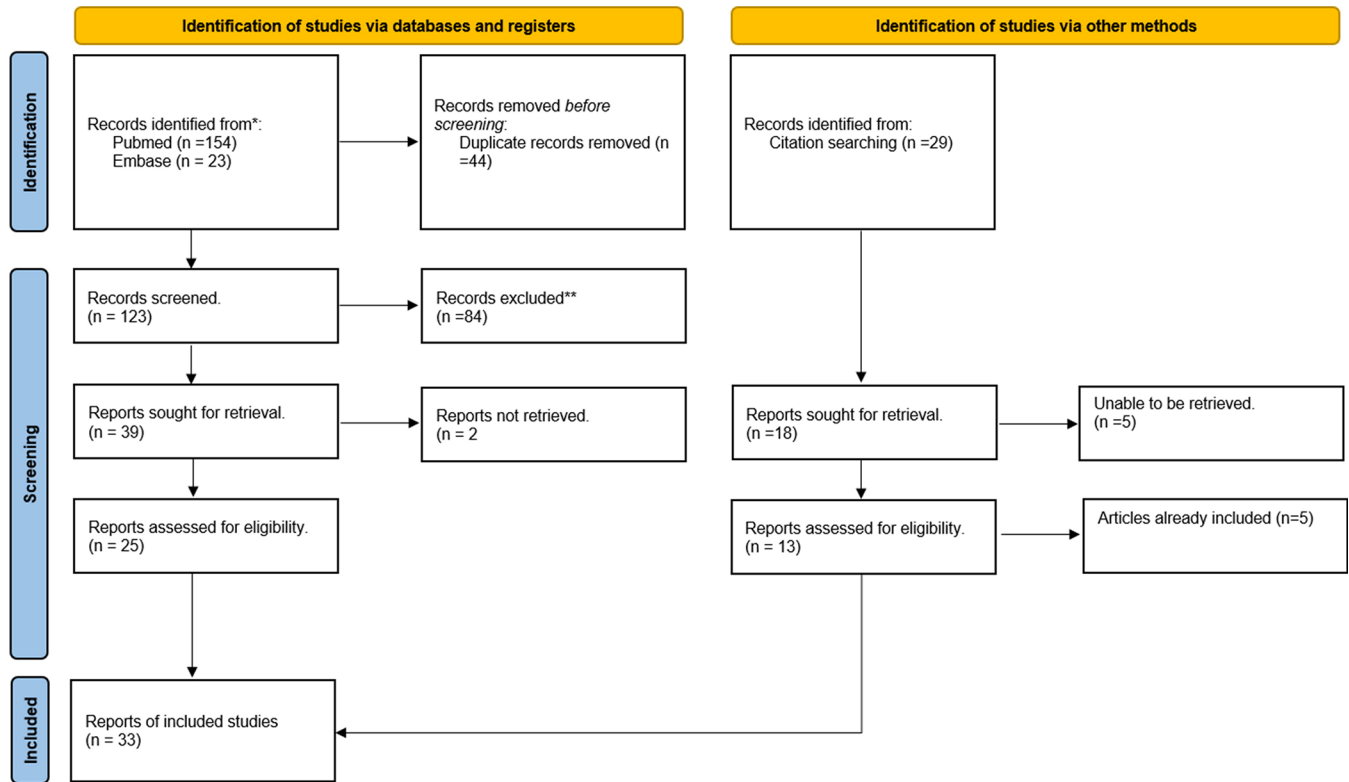 Identification of studies via databases and registers
Identification of studies via other methods
Identification
Records identified from*:
Pubmed (n =154)
Embase (n = 23)
Records removed before
screening:
Duplicate records removed (n
=44)
Records identified from:
Citation searching (n =29)
Screening
Records screened.
(n = 123)
Records excluded**
(n =84)
Reports sought for retrieval.
(n = 39)
Reports not retrieved.
(n = 2
Reports sought for retrieval.
(n =18)
Unable to be retrieved.
(n =5)
Reports assessed for eligibility.
(n = 25)
Reports assessed for eligibility.
(n = 13)
Articles already included (n=5)
Included
Reports of included studies
(n = 33)